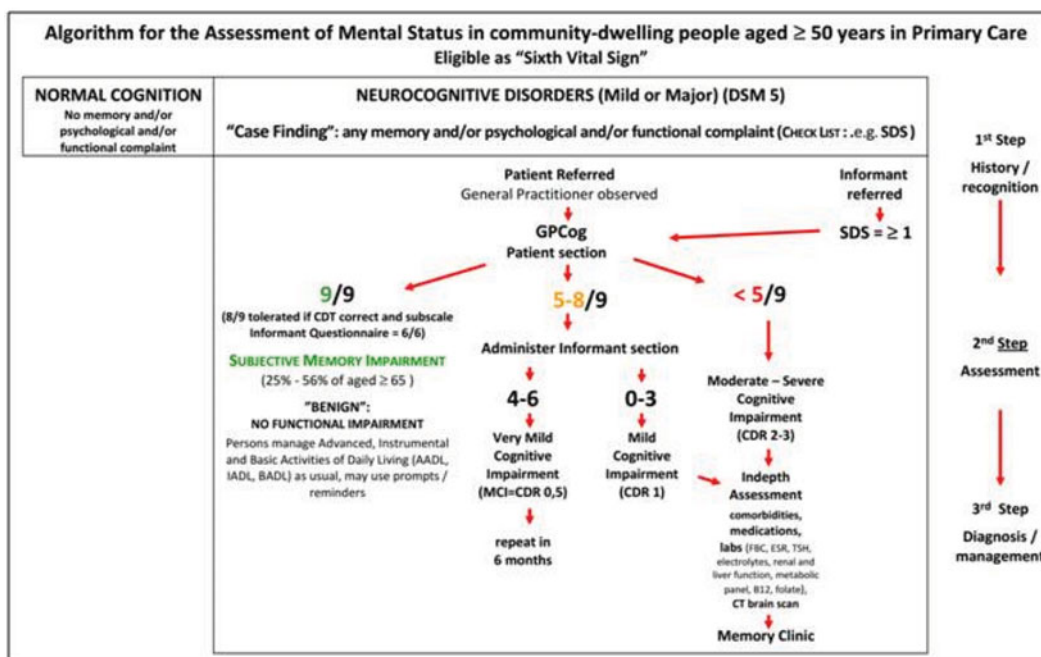 Algorithm for the Assessment of Mental Status in community-dwelling people aged ≥ 50 years in Primary Care
Eligible as "Sixth Vital Sign"
NORMAL COGNITION
No memory and/or
psychological and/or
functional complaint
NEUROCOGNITIVE DISORDERS (Mild or Major) (DSM 5)
"Case Finding": any memory and/or psychological and/or functional complaint (CHECK LIST : .e.g. SDS )
Patient Referred
General Practitioner observed
Informant
referred
SDS = ≥ 1
GPCog
Patient section
9/9
(8/9 tolerated if CDT correct and subscale
Informant Questionnaire = 6/6)
SUBJECTIVE MEMORY IMPAIRMENT
(25% - 56% of aged ≥ 65 )
"BENIGN":
NO FUNCTIONAL IMPAIRMENT
Persons manage Advanced, Instrumental
and Basic Activities of Daily Living (AADL,
IADL, BADL) as usual, may use prompts /
reminders
5-8/9
Administer Informant section
4-6
Very Mild
Cognitive
Impairment
(MCI=CDR 0,5)
repeat in
6 months
0-3
Mild
Cognitive
Impairment
(CDR 1)
< 5/9
Moderate – Severe
Cognitive
Impairment
(CDR 2-3)
Indepth
Assessment
comorbidities,
medications,
labs (FBC, ESR, TSH,
electrolytes, renal and
liver function, metabolic
panel, B12, folate),
CT brain scan
Memory Clinic
1st Step
History /
recognition
2nd Step
Assessment
3rd Step
Diagnosis /
management